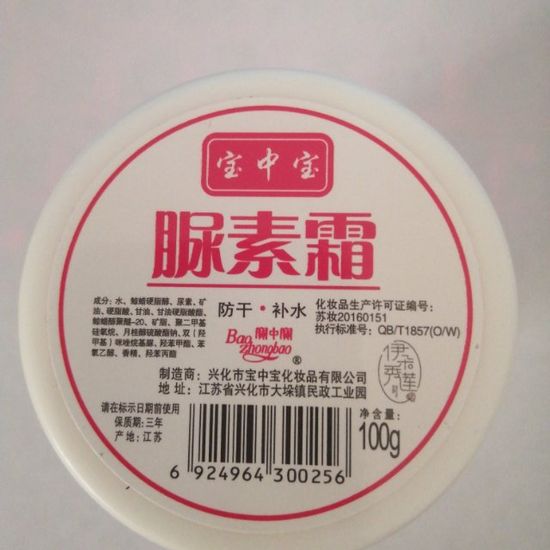 宝中宝
脲素霜
成分：水、鲸蜡硬脂醇、尿素、矿
油、硬脂酸、甘油、甘油硬脂酸酯、
鲸蜡醇聚醚-20、矿脂、聚二甲基
硅氧烷、月桂醇硫酸酯钠、双（羟
甲基）咪唑烷基脲、羟苯甲酯、苯
氧乙醇、香精、羟苯丙酯
防干·补水
Bao
zhongbao
®
化妆品生产许可证编号：
苏妆20160151
执行标准号：QB/T1857(O/W)
制造商：兴化市宝中宝化妆品有限公司
地 址：江苏省兴化市大垛镇民政工业园
请在标示日期前使用
保质期：三年
产地：江苏
净含量：
100g
6 924964 300256